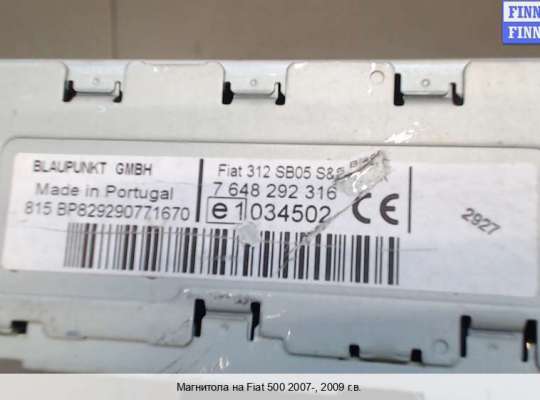 FINN
FINN
BLAUPUNKT GMBH
Fiat 312 SB05
Made in Portugal
7 648 292 316
815 BP829290771670
e1 034502 CE
2927
Магнитола на Fiat 500 2007-, 2009 г.в.